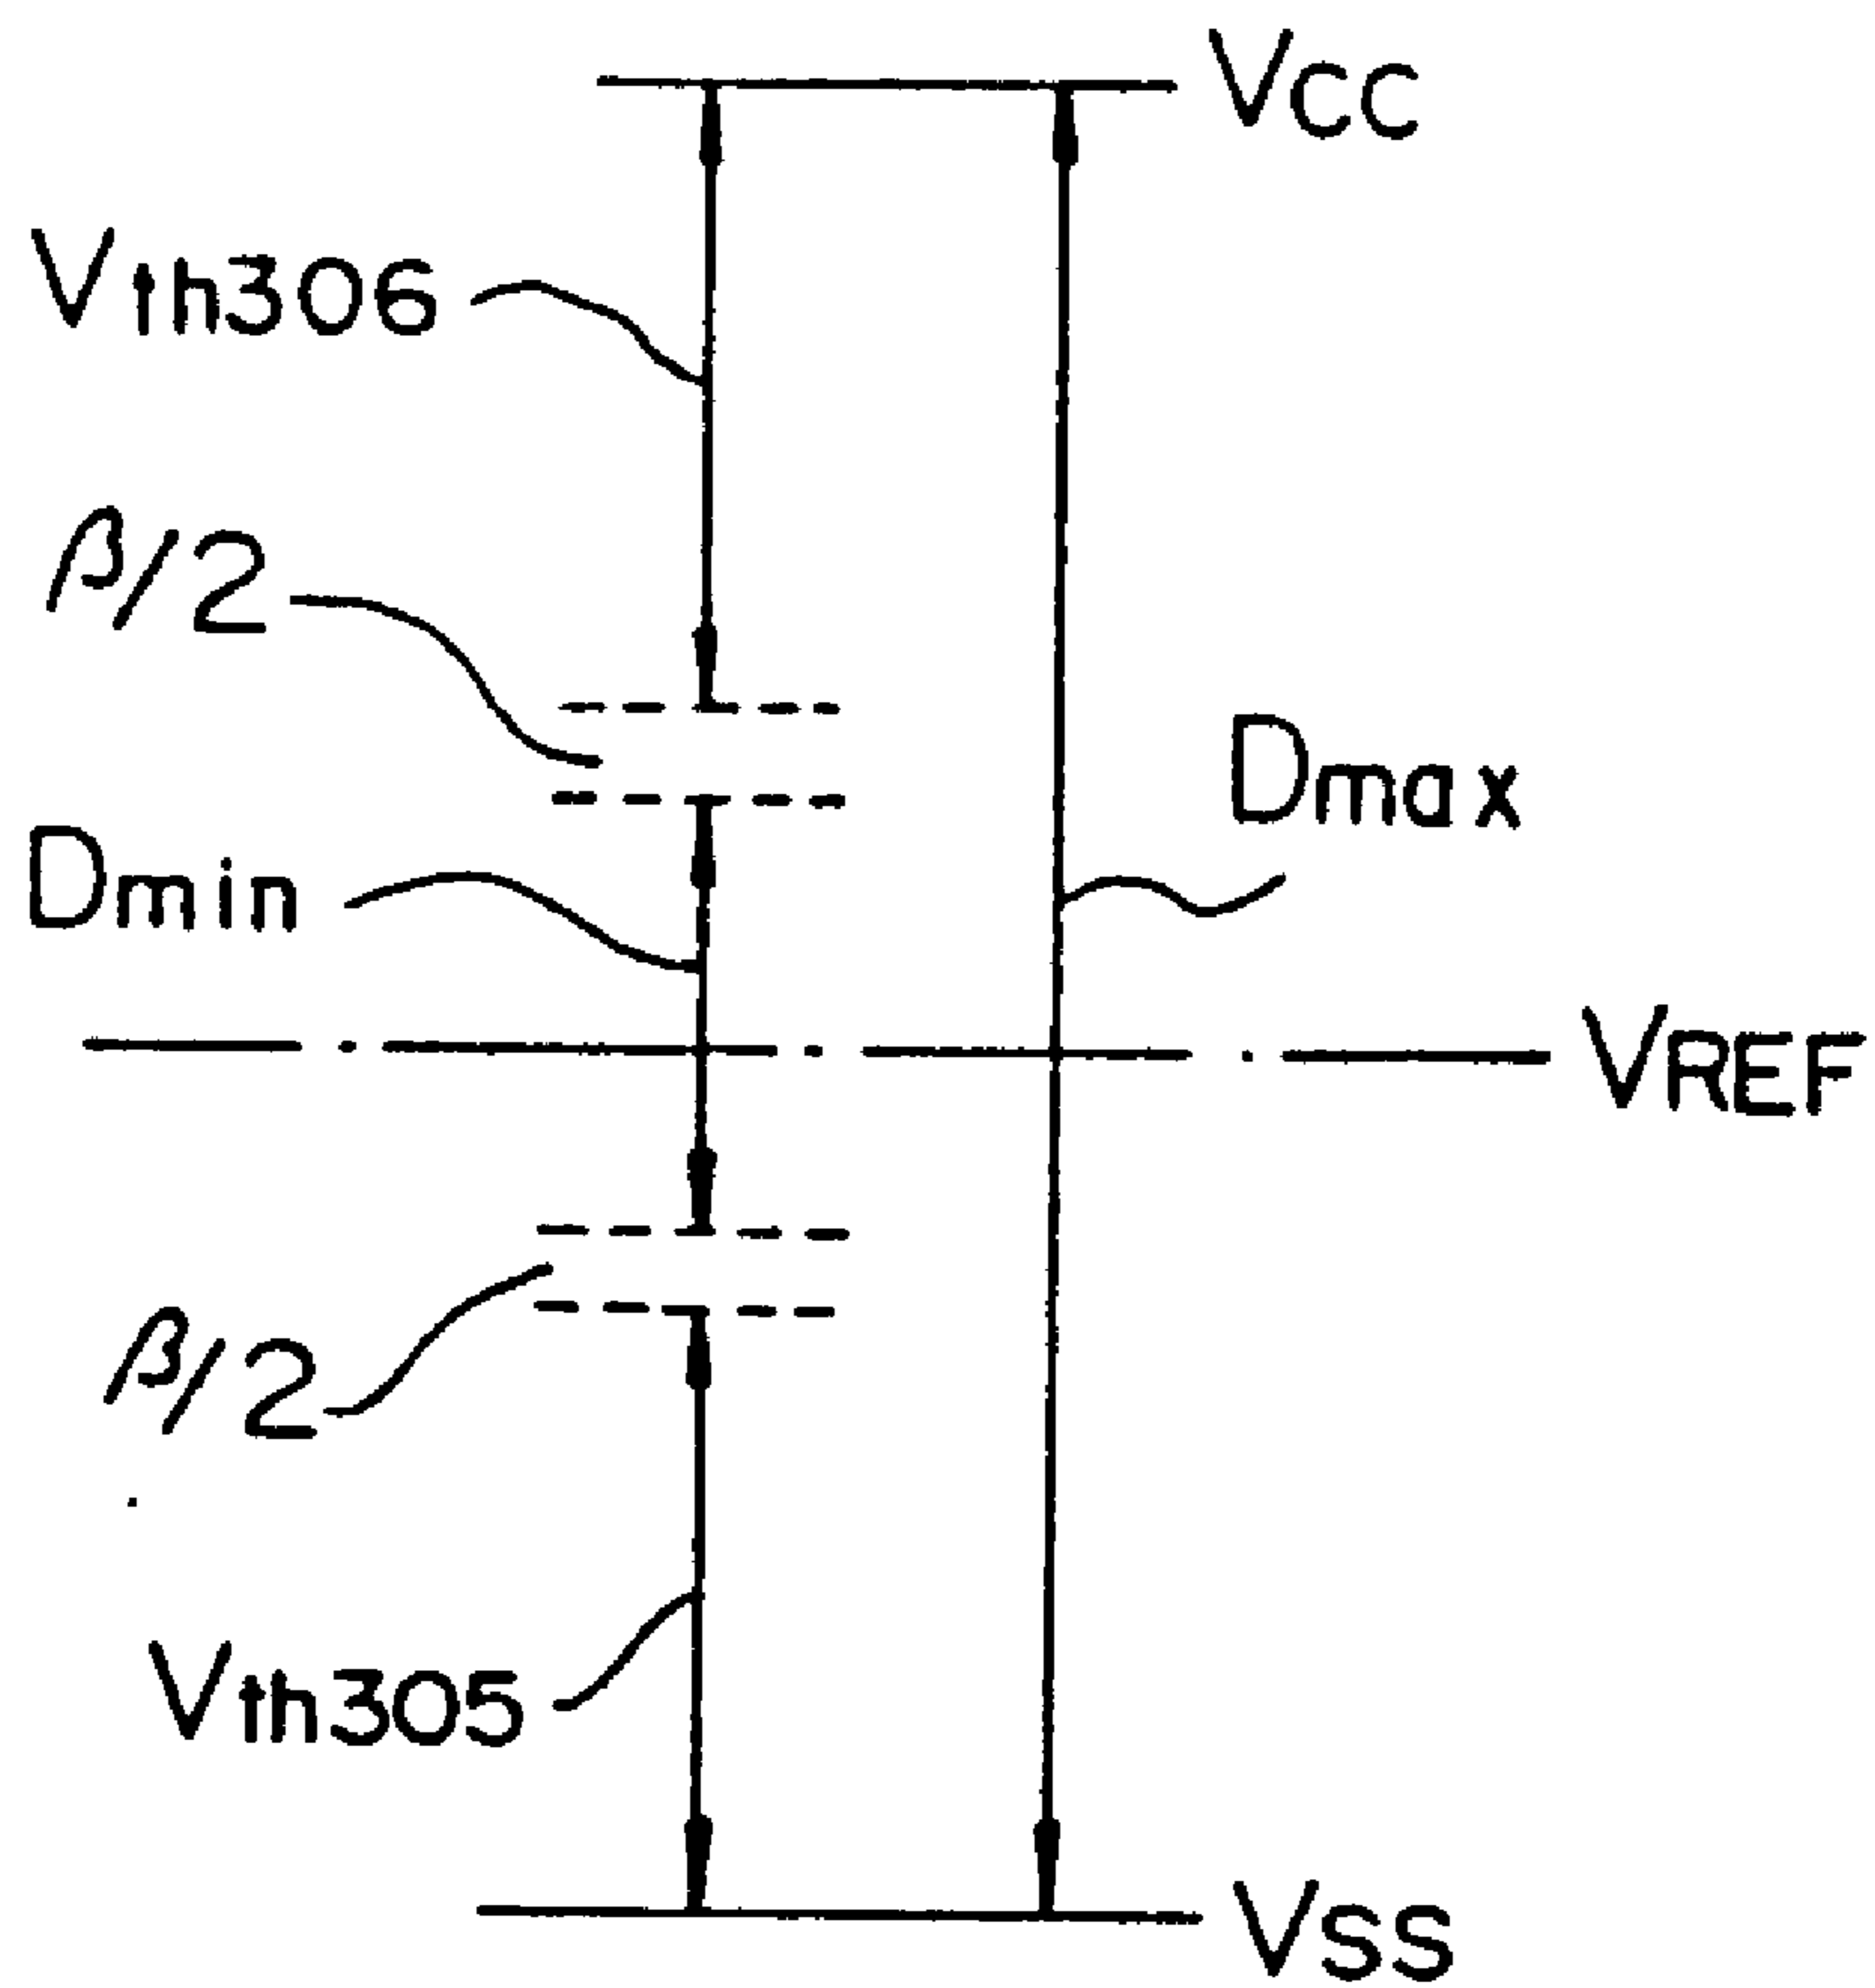 Vcc
Vth306
β/2
Dmax
Dmin
VREF
β/2
Vth305
Vss